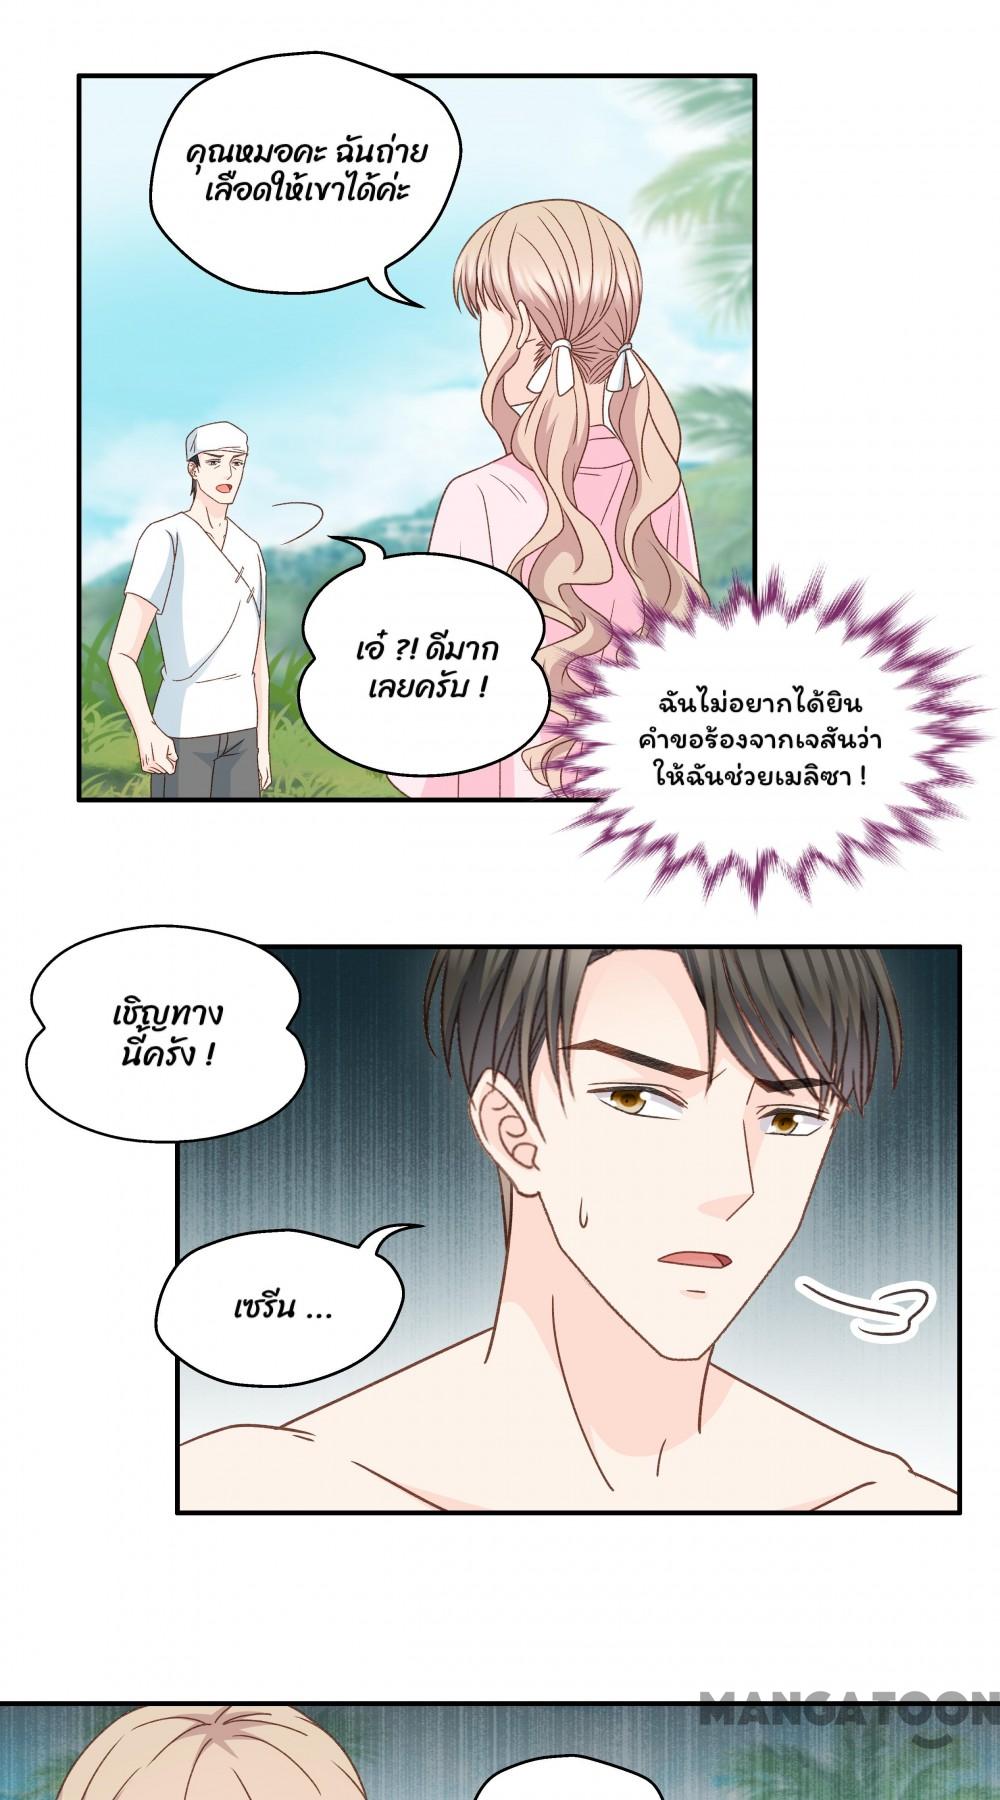 คุณหมอคะ ฉันถ่าย
เลือดให้เขาได้ค่ะ
เอ๋ ?! ดีมาก
เลยครับ !
ฉันไม่อยากได้ยิน
คำขอร้องจากเจสันว่า
ให้ฉันช่วยเมลิซา !
เชิญทาง
นี้ครัง !
เซรีน ...
MANGATOON